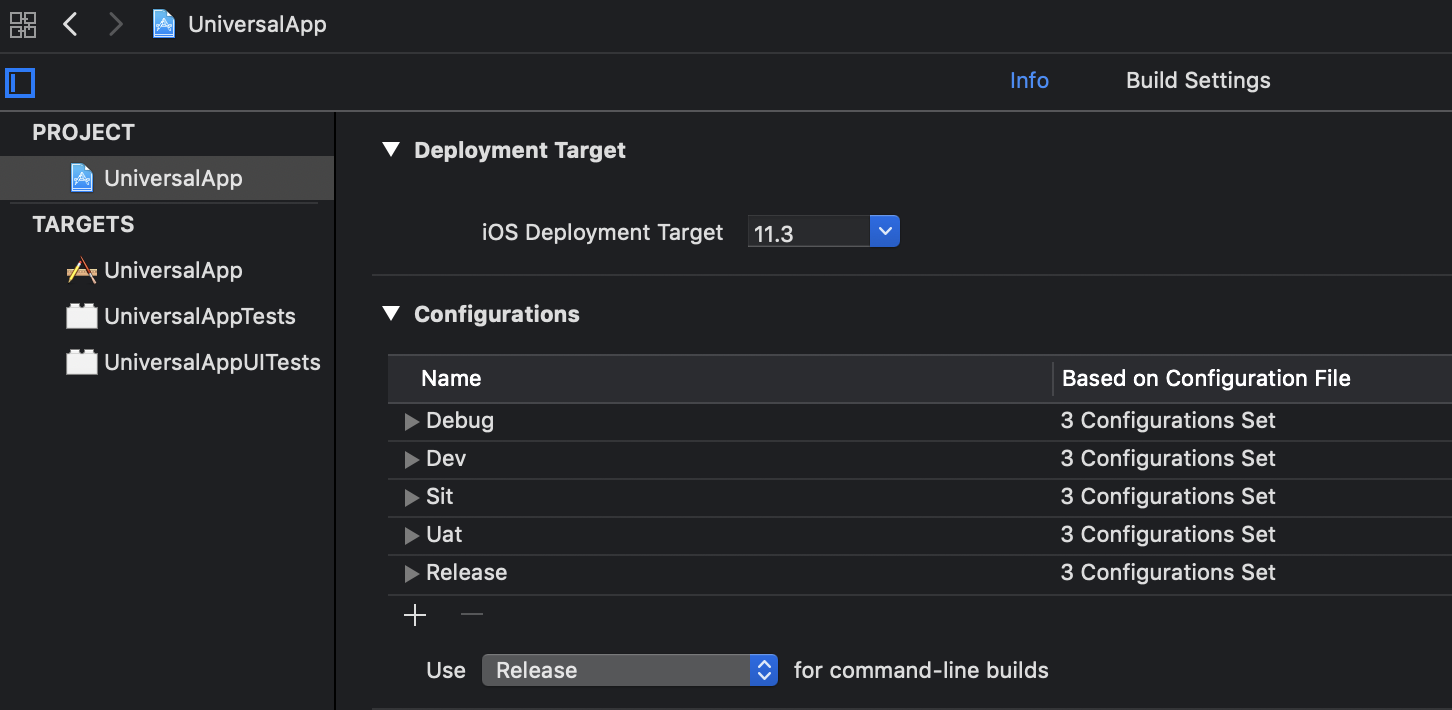 UniversalApp
Info Build Settings
PROJECT
UniversalApp
TARGETS
UniversalApp
UniversalAppTests
UniversalAppUITests
Deployment Target
iOS Deployment Target 11.3
Configurations
Name Based on Configuration File
Debug 3 Configurations Set
Dev 3 Configurations Set
Sit 3 Configurations Set
Uat 3 Configurations Set
Release 3 Configurations Set
Use Release for command-line builds